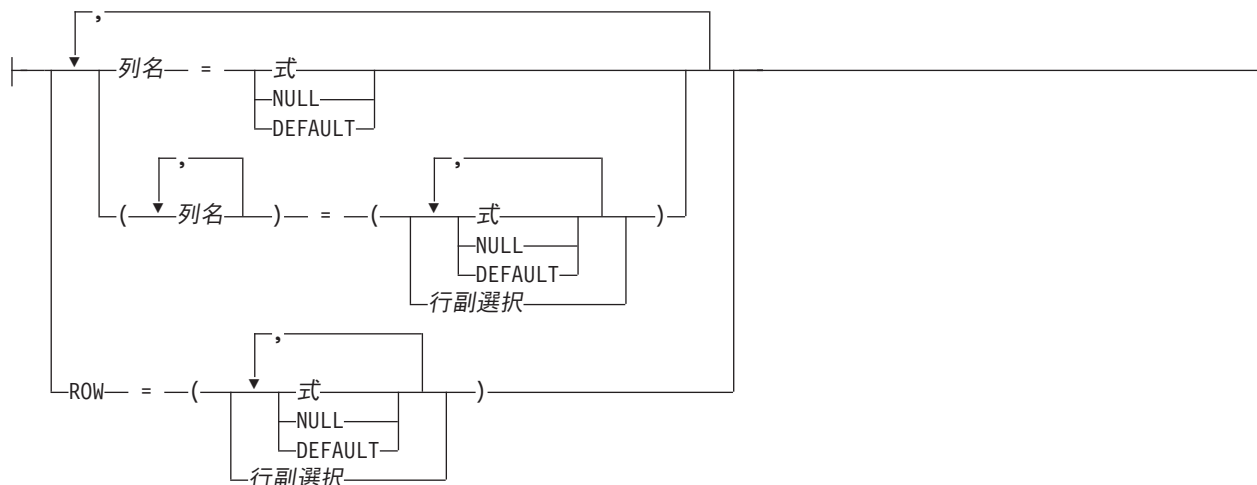 ,
列名 = 式
NULL
DEFAULT
, ,
( 列名 ) = ( 式 )
NULL
DEFAULT
行副選択
,
ROW = ( 式 )
NULL
DEFAULT
行副選択